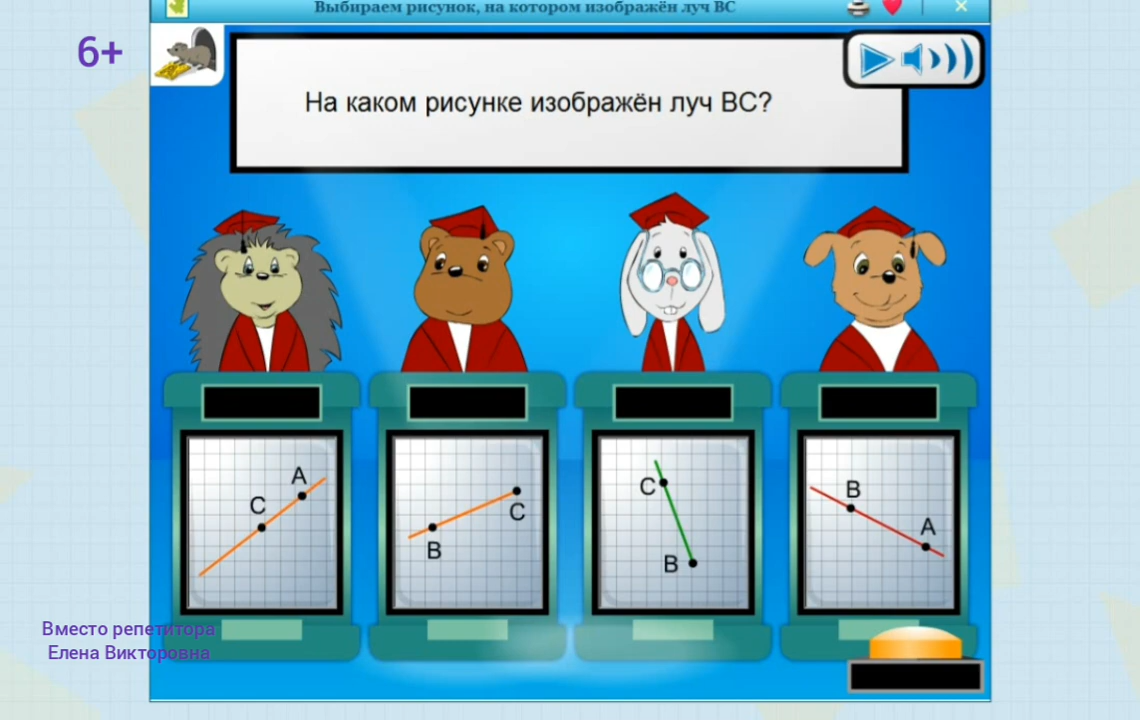 Выбираем рисунок, на котором изображён луч ВС
6+
На каком рисунке изображён луч ВС?
A
C
B
C
C
B
B
A
Вместо репетитора
Елена Викторовна